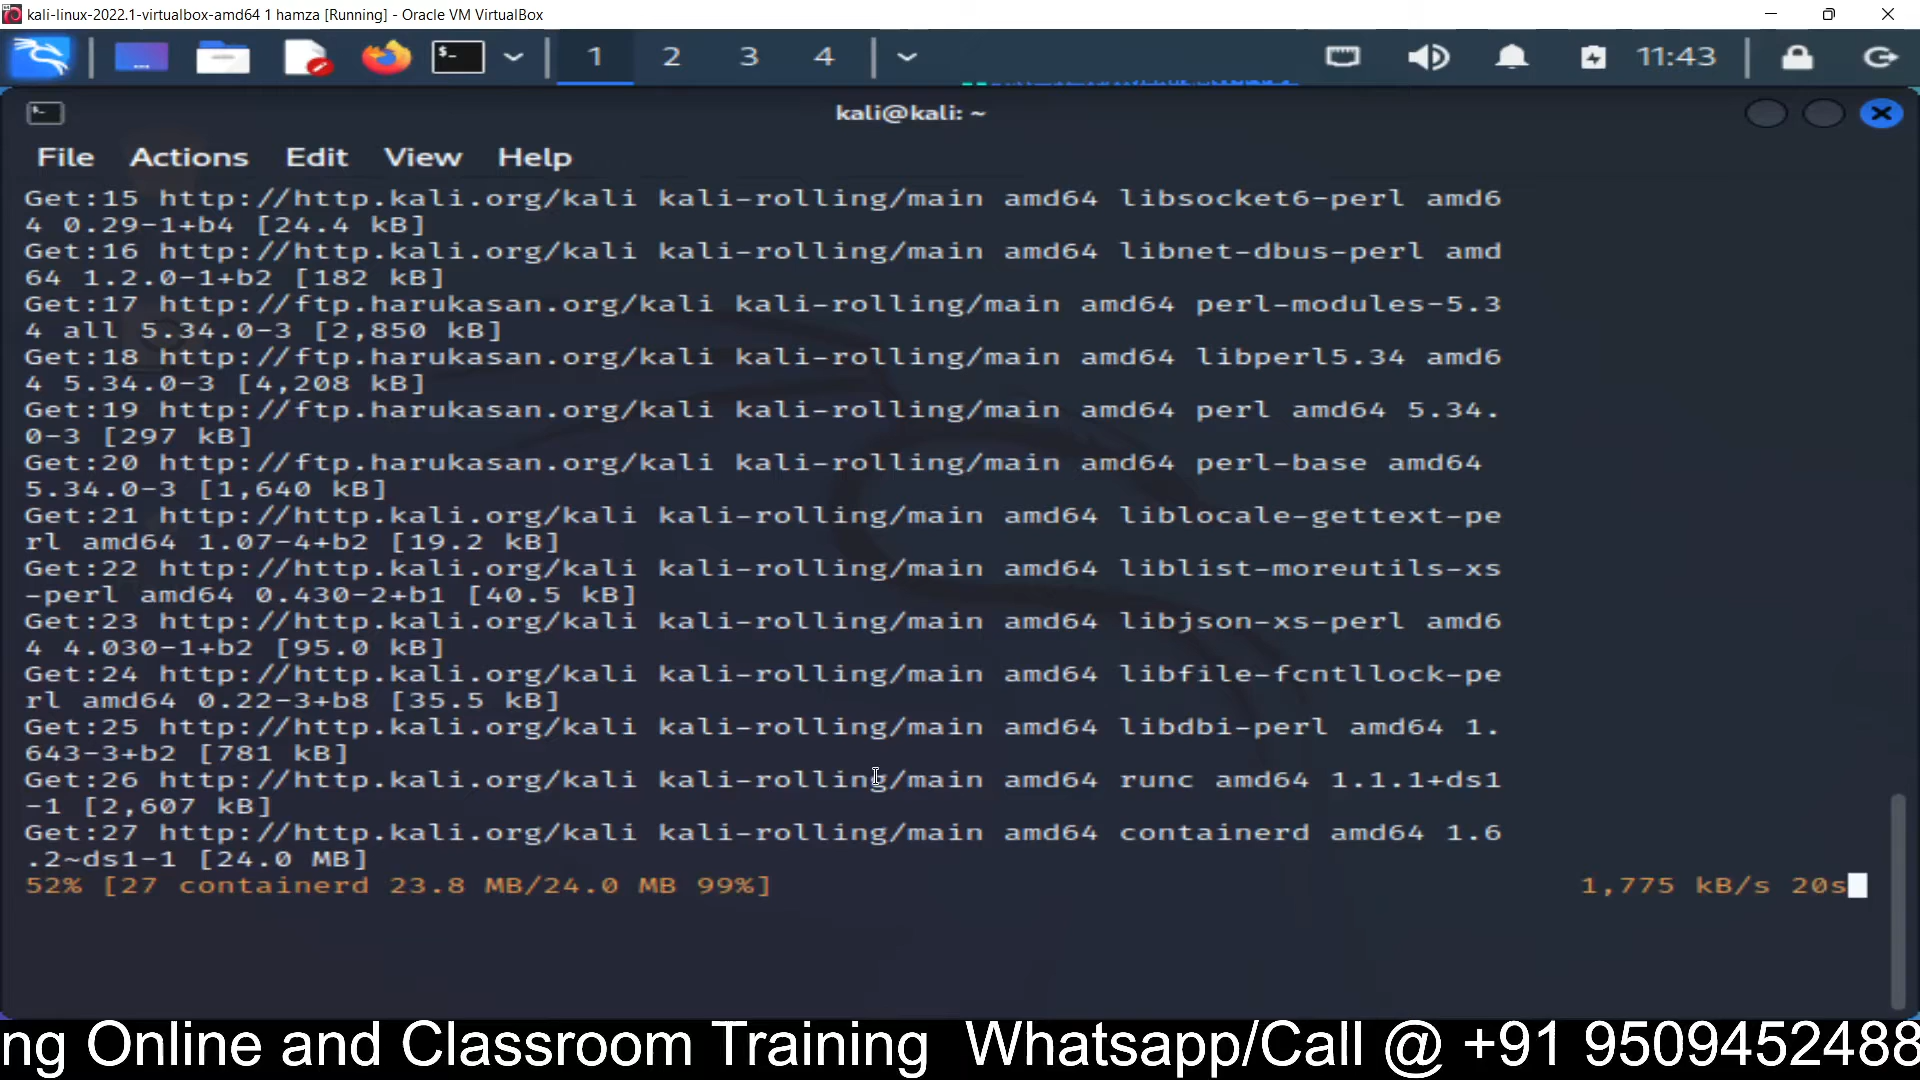 kali-linux-2022.1-virtualbox-amd64 1 hamza [Running] - Oracle VM VirtualBox
$- 1 2 3 4 11:43
kali@kali: ~
File Actions Edit View Help
Get:15 http://http.kali.org/kali kali-rolling/main amd64 libsocket6-perl amd6
4 0.29-1+b4 [24.4 kB]
Get:16 http://http.kali.org/kali kali-rolling/main amd64 libnet-dbus-perl amd
64 1.2.0-1+b2 [182 kB]
Get:17 http://ftp.harukasan.org/kali kali-rolling/main amd64 perl-modules-5.3
4 all 5.34.0-3 [2,850 kB]
Get:18 http://ftp.harukasan.org/kali kali-rolling/main amd64 libperl5.34 amd6
4 5.34.0-3 [4,208 kB]
Get:19 http://ftp.harukasan.org/kali kali-rolling/main amd64 perl amd64 5.34.
0-3 [297 kB]
Get:20 http://ftp.harukasan.org/kali kali-rolling/main amd64 perl-base amd64
5.34.0-3 [1,640 kB]
Get:21 http://http.kali.org/kali kali-rolling/main amd64 liblocale-gettext-pe
rl amd64 1.07-4+b2 [19.2 kB]
Get:22 http://http.kali.org/kali kali-rolling/main amd64 liblist-moreutils-xs
-perl amd64 0.430-2+b1 [40.5 kB]
Get:23 http://http.kali.org/kali kali-rolling/main amd64 libjson-xs-perl amd6
4 4.030-1+b2 [95.0 kB]
Get:24 http://http.kali.org/kali kali-rolling/main amd64 libfile-fcntllock-pe
rl amd64 0.22-3+b8 [35.5 kB]
Get:25 http://http.kali.org/kali kali-rolling/main amd64 libdbi-perl amd64 1.
643-3+b2 [781 kB]
Get:26 http://http.kali.org/kali kali-rolling/main amd64 runc amd64 1.1.1+ds1
-1 [2,607 kB]
Get:27 http://http.kali.org/kali kali-rolling/main amd64 containerd amd64 1.6
.2~ds1-1 [24.0 MB]
52% [27 containerd 23.8 MB/24.0 MB 99%] 1,775 kB/s 20s
ng Online and Classroom Training Whatsapp/Call @ +91 9509452488